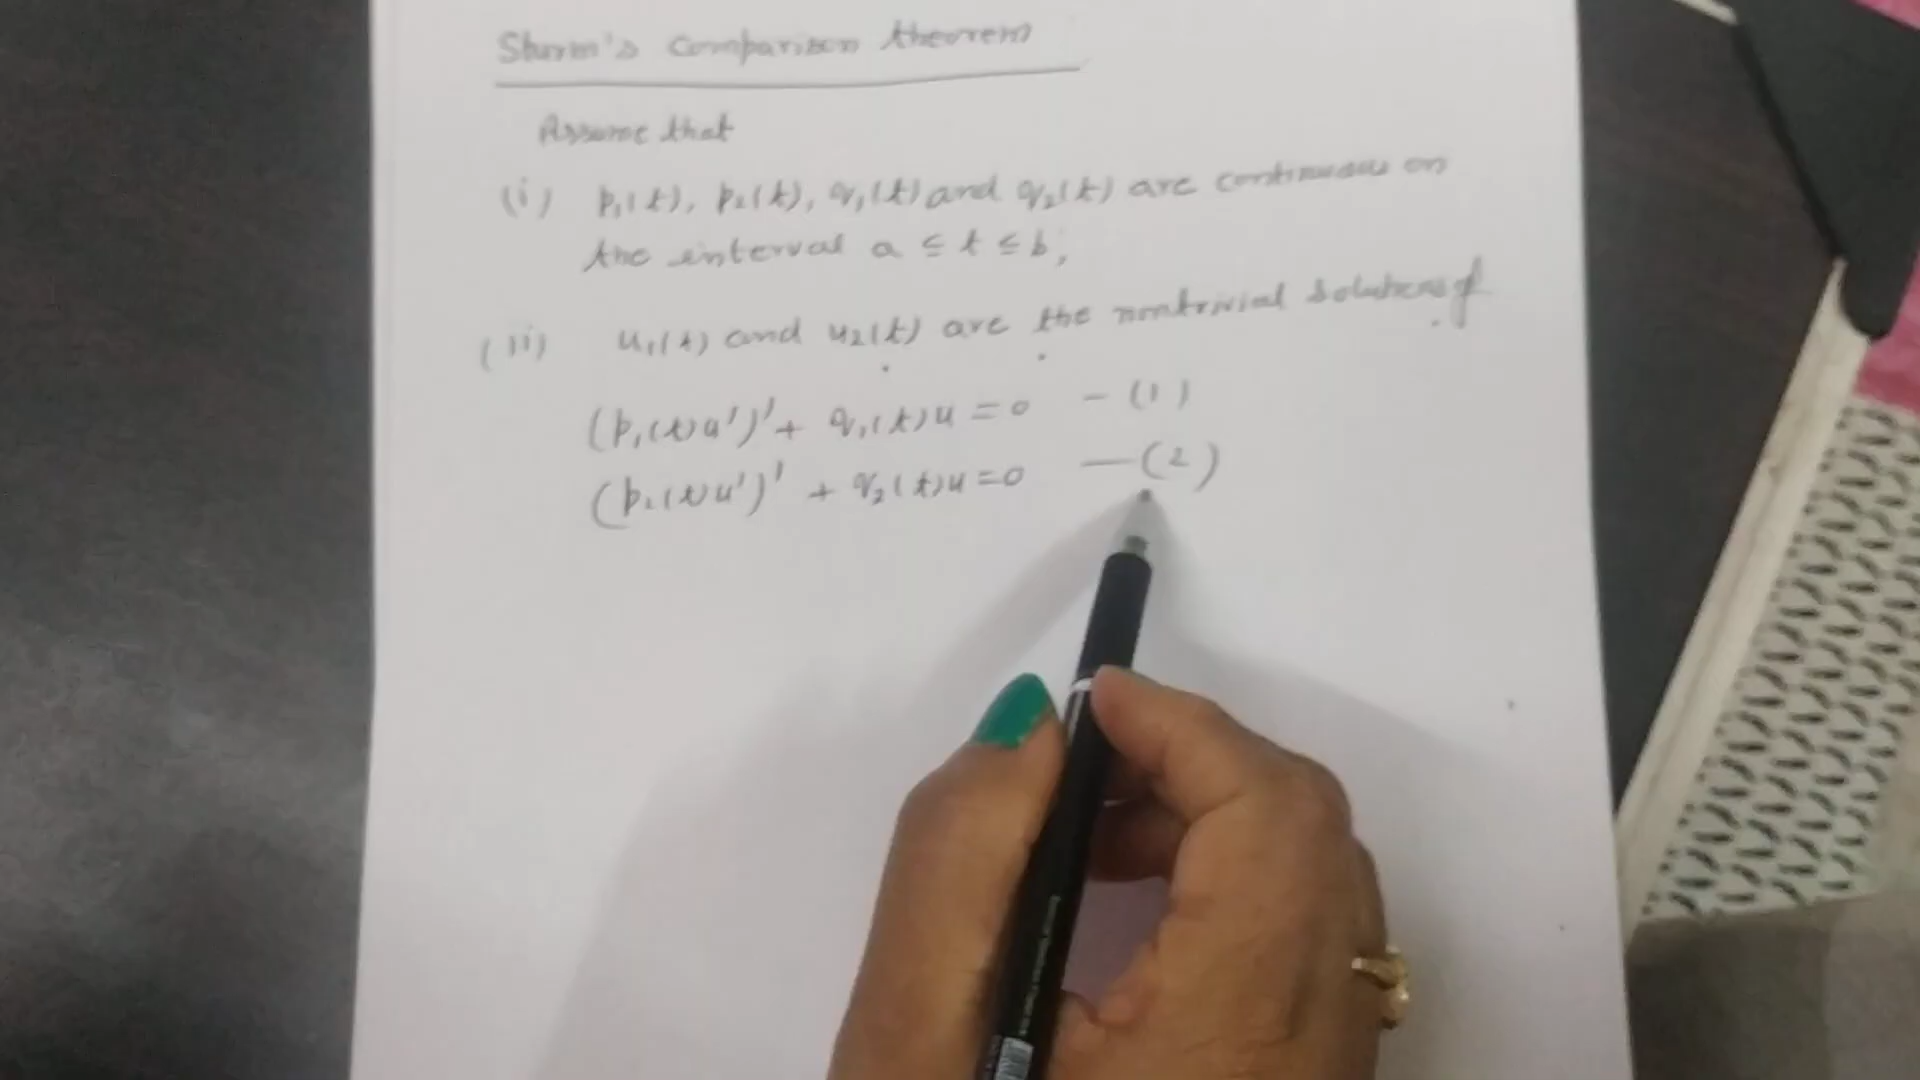 Sturm's Comparison theorem
Assume that
(i) p₁(t), p₂(t), q₁(t) and q₂(t) are continuous on
the interval a ≤ t ≤ b,
(ii) u₁(t) and u₂(t) are the nontrivial solutions of
(p₁(t)u')' + q₁(t)u = 0 - (1)
(p₂(t)u')' + q₂(t)u = 0 — (2)